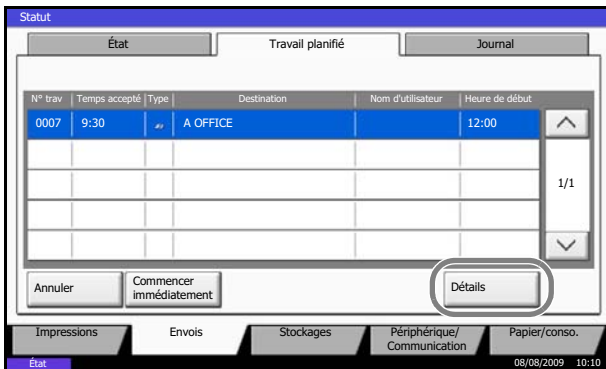 Statut
État Travail planifié Journal
N° trav Temps accepté Type Destination Nom d'utilisateur Heure de début
0007 9:30 A OFFICE 12:00
1/1
Annuler Commencer immédiatement Détails
Impressions Envois Stockages Périphérique/ Communication Papier/conso.
État 08/08/2009 10:10